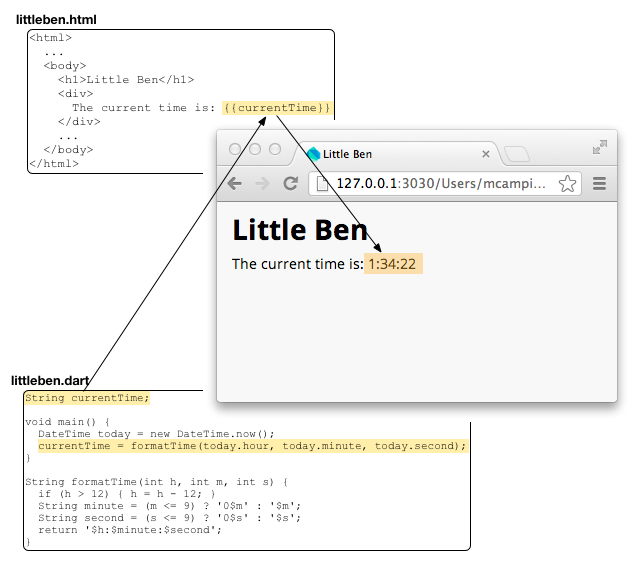 littleben.html
<html>
...
<body>
<h1>Little Ben</h1>
<div>
The current time is: {{currentTime}}
</div>
...
</body>
</html>
Little Ben
127.0.0.1:3030/Users/mcampi...
Little Ben
The current time is: 1:34:22
littleben.dart
String currentTime;
void main() {
DateTime today = new DateTime.now();
currentTime = formatTime(today.hour, today.minute, today.second);
}
String formatTime(int h, int m, int s) {
if (h > 12) { h = h - 12; }
String minute = (m <= 9) ? '0$m' : '$m';
String second = (s <= 9) ? '0$s' : '$s';
return '$h:$minute:$second';
}